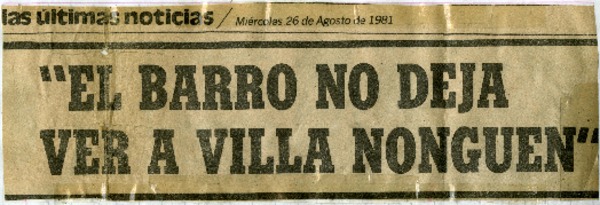 las últimas noticias / Miércoles 26 de Agosto de 1981
"EL BARRO NO DEJA
VER A VILLA NONGUEN"